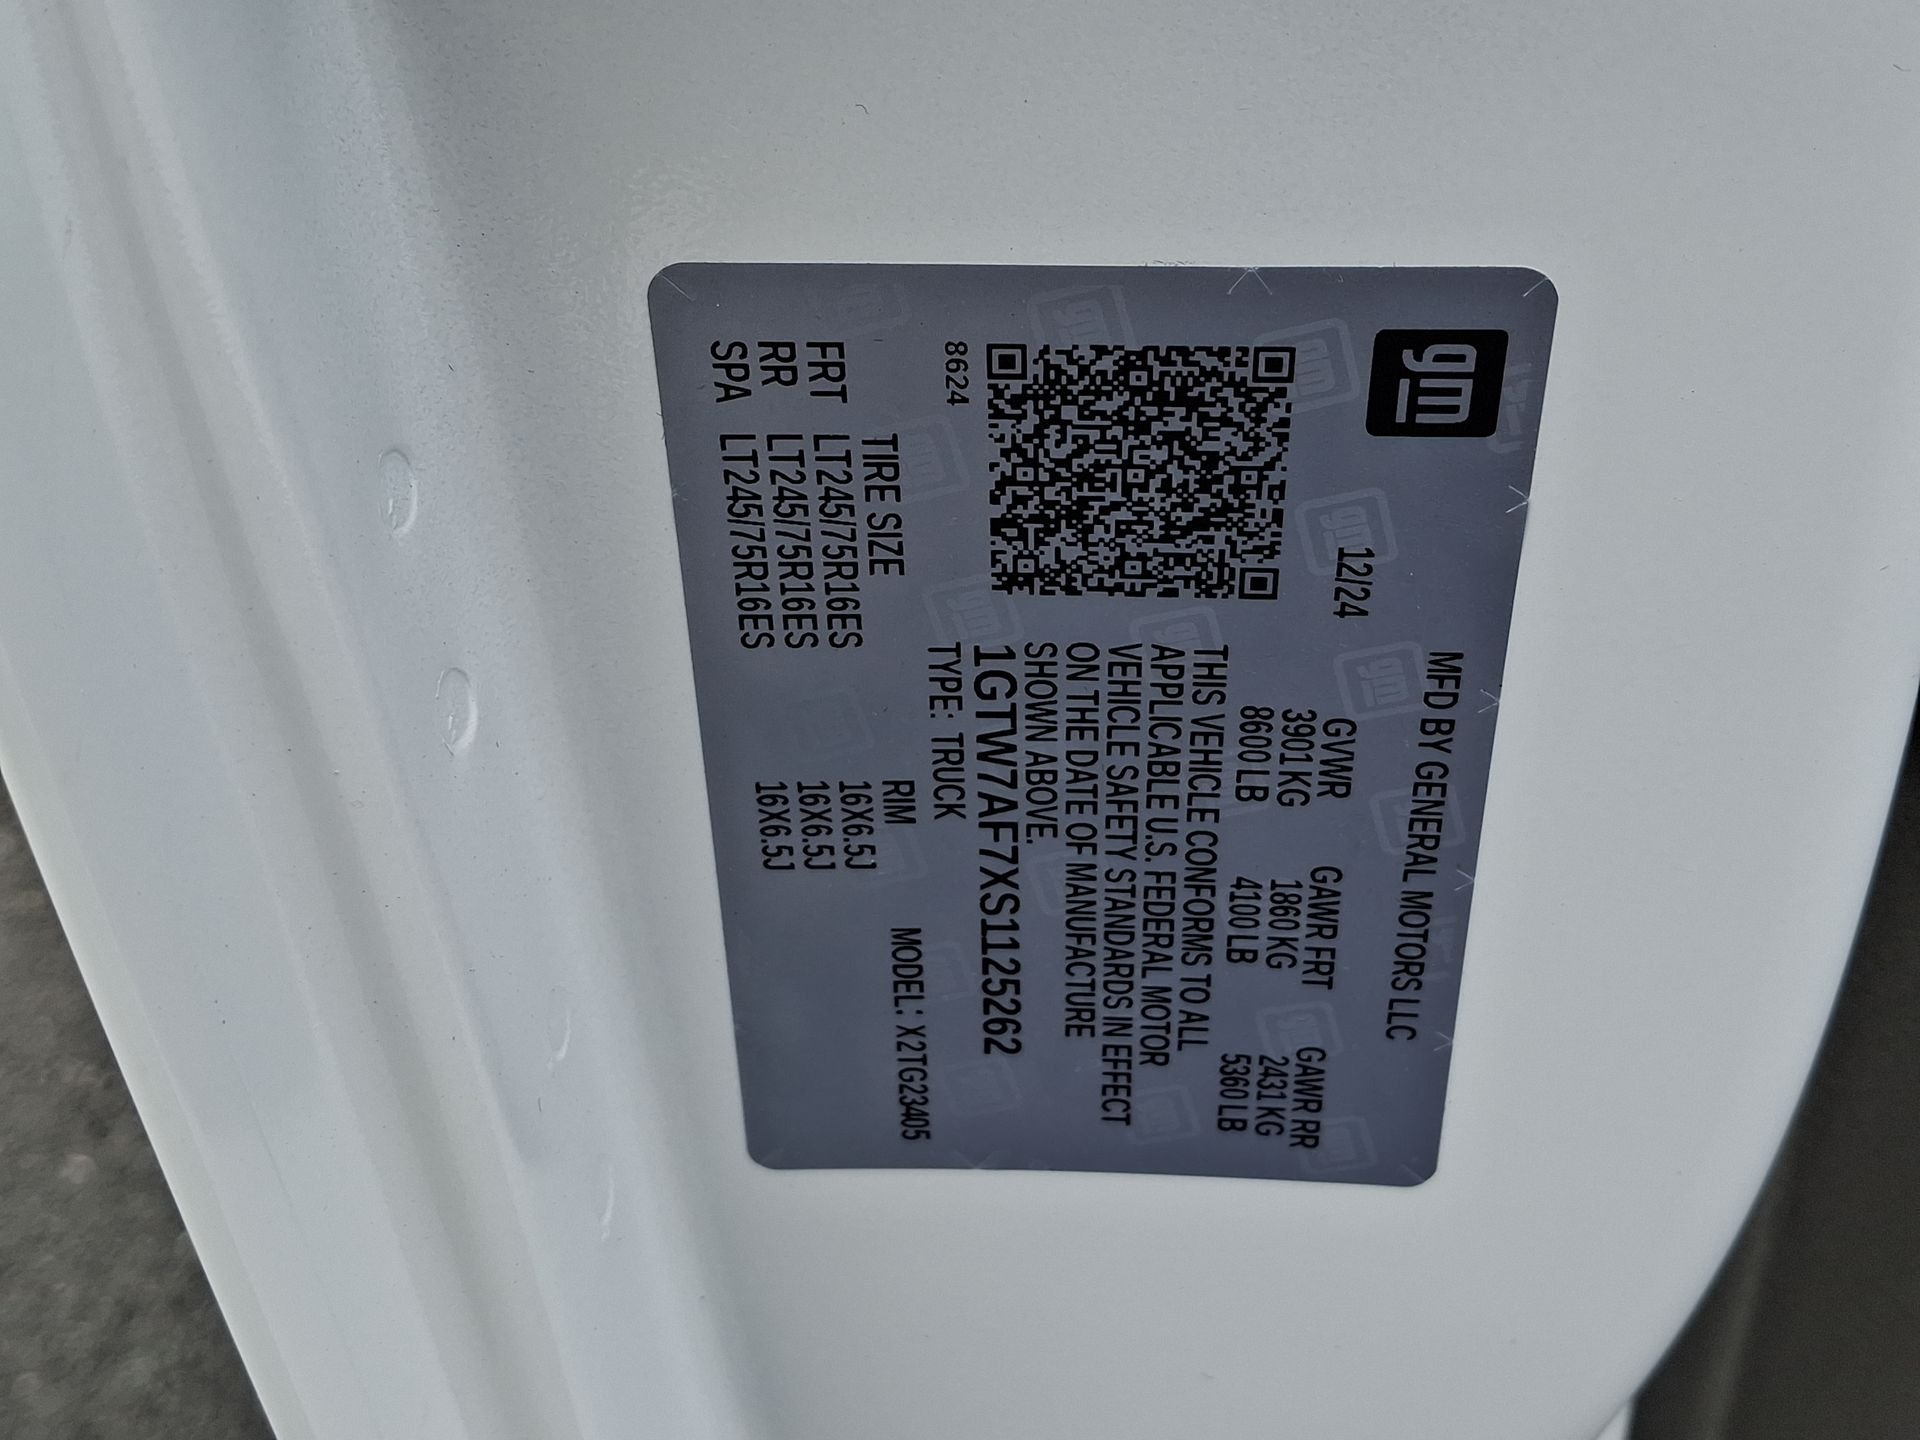 gm
MFD BY GENERAL MOTORS LLC
12/24
GVWR GAWR FRT GAWR RR
3901 KG 1860 KG 2431 KG
8600 LB 4100 LB 5360 LB
THIS VEHICLE CONFORMS TO ALL
APPLICABLE U.S. FEDERAL MOTOR
VEHICLE SAFETY STANDARDS IN EFFECT
ON THE DATE OF MANUFACTURE
SHOWN ABOVE.
1GTW7AF7XS1125262
8624
TYPE: TRUCK
TIRE SIZE RIM MODEL: X2TG23405
FRT LT245/75R16ES 16X6.5J
RR LT245/75R16ES 16X6.5J
SPA LT245/75R16ES 16X6.5J